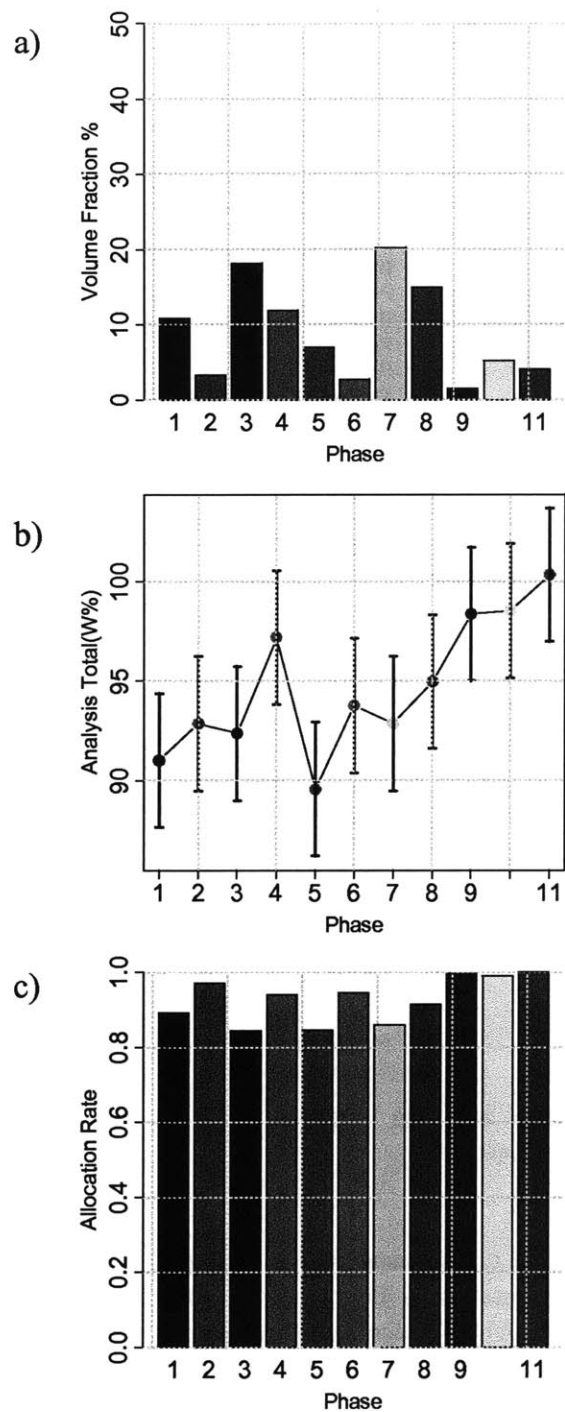 a)
Volume Fraction %
50
40
30
20
10
0
1 2 3 4 5 6 7 8 9 11
Phase
b)
Analysis Total(W%)
100
95
90
1 2 3 4 5 6 7 8 9 11
Phase
c)
Allocation Rate
1.0
0.8
0.6
0.4
0.2
0.0
1 2 3 4 5 6 7 8 9 11
Phase